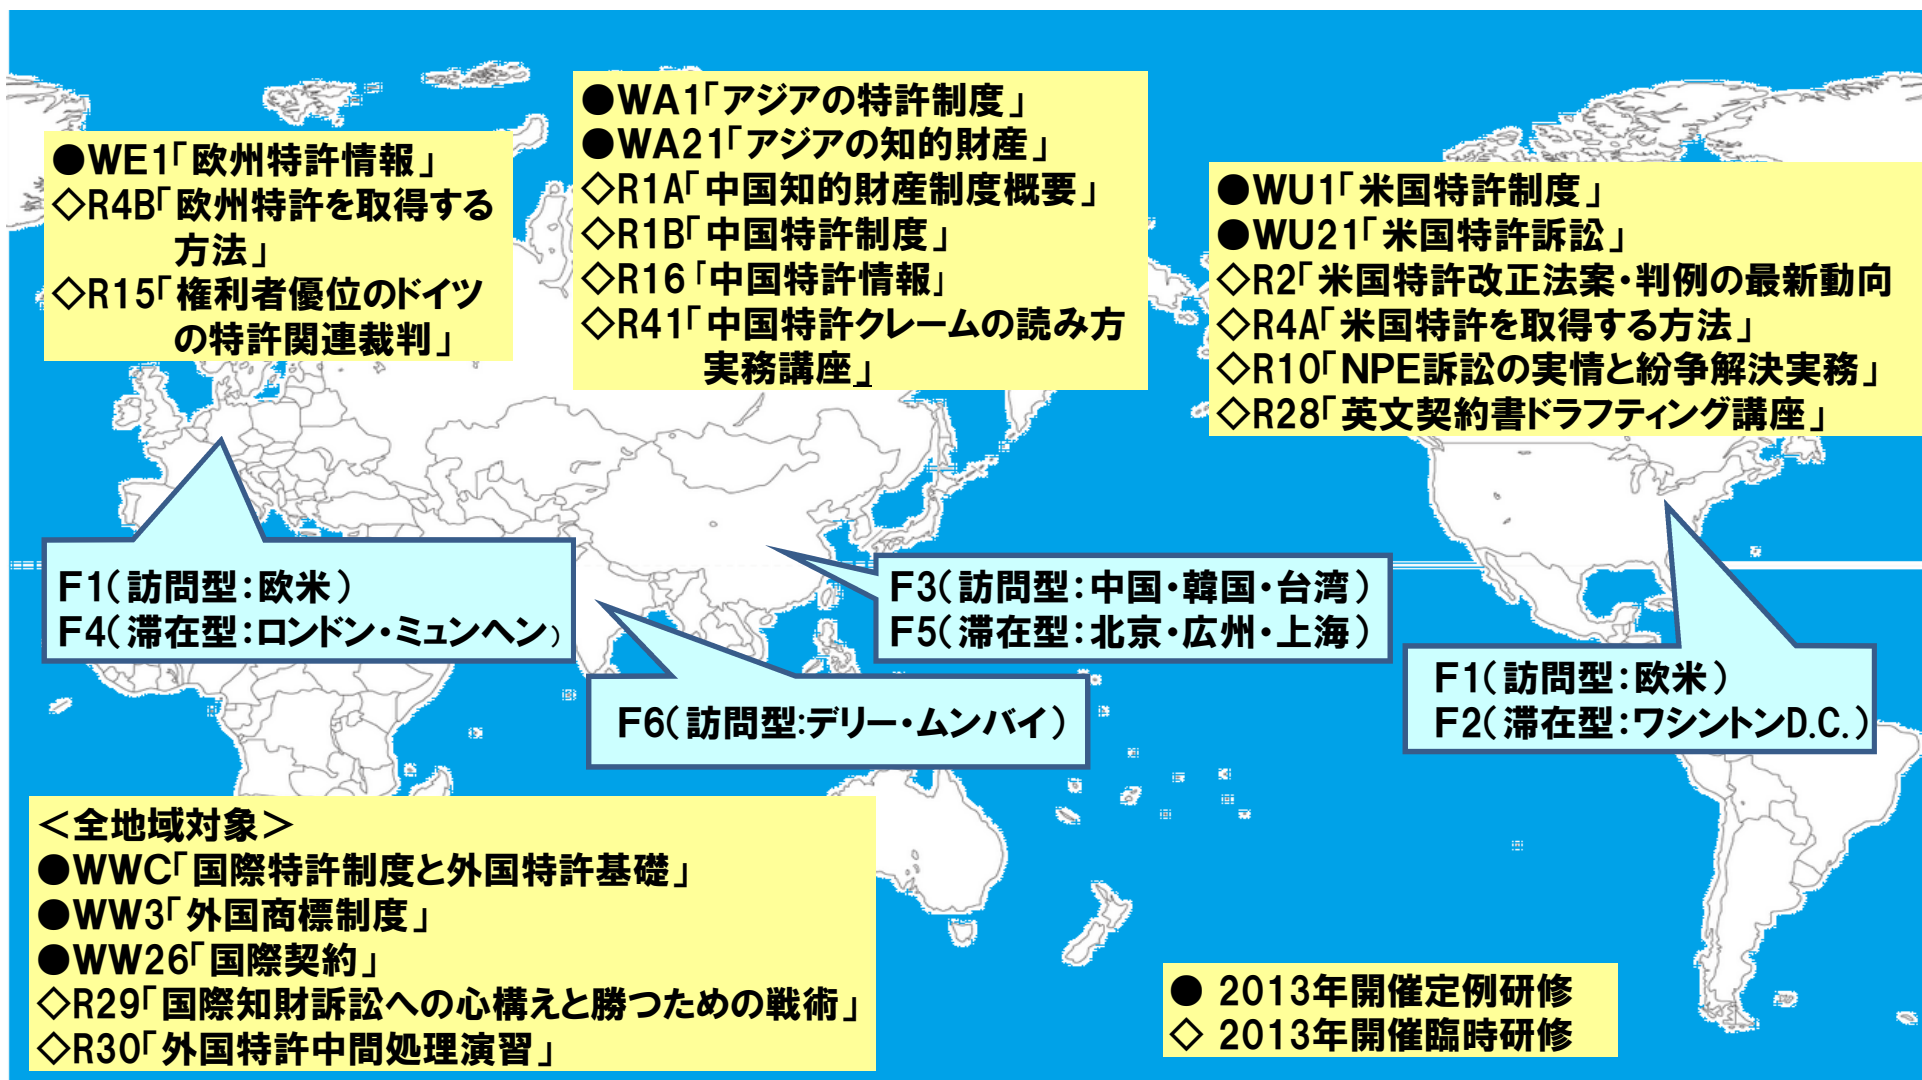 ●WE1「欧州特許情報」
◇R4B「欧州特許を取得する
方法」
◇R15「権利者優位のドイツ
の特許関連裁判」
●WA1「アジアの特許制度」
●WA21「アジアの知的財産」
◇R1A「中国知的財産制度概要」
◇R1B「中国特許制度」
◇R16「中国特許情報」
◇R41「中国特許クレームの読み方
実務講座」
●WU1「米国特許制度」
●WU21「米国特許訴訟」
◇R2「米国特許改正法案・判例の最新動向
◇R4A「米国特許を取得する方法」
◇R10「NPE訴訟の実情と紛争解決実務」
◇R28「英文契約書ドラフティング講座」
F1(訪問型:欧米)
F4(滞在型:ロンドン・ミュンヘン)
F3(訪問型:中国・韓国・台湾)
F5(滞在型:北京・広州・上海)
F6(訪問型:デリー・ムンバイ)
F1(訪問型:欧米)
F2(滞在型:ワシントンD.C.)
＜全地域対象＞
●WWC「国際特許制度と外国特許基礎」
●WW3「外国商標制度」
●WW26「国際契約」
◇R29「国際知財訴訟への心構えと勝つための戦術」
◇R30「外国特許中間処理演習」
● 2013年開催定例研修
◇ 2013年開催臨時研修